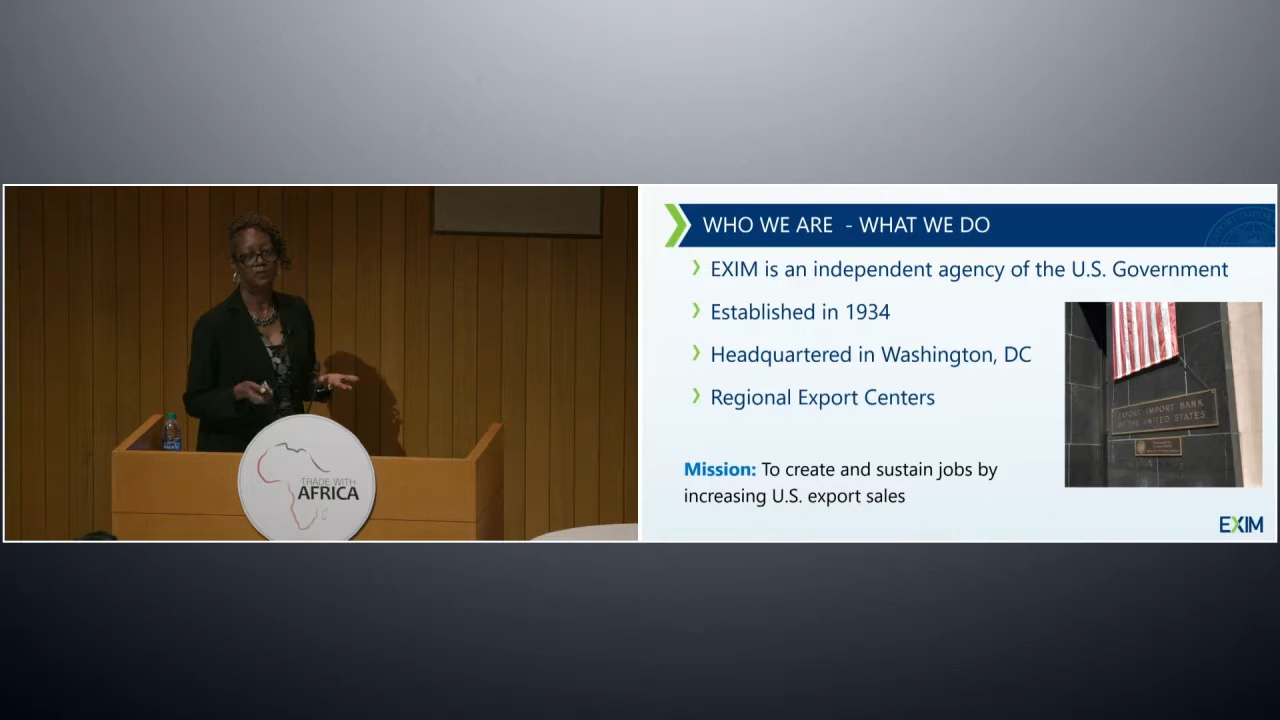 TRADE WITH
AFRICA
WHO WE ARE - WHAT WE DO
EXIM is an independent agency of the U.S. Government
Established in 1934
Headquartered in Washington, DC
Regional Export Centers
EXPORT IMPORT BANK
OF THE UNITED STATES
Mission: To create and sustain jobs by
increasing U.S. export sales
EXIM